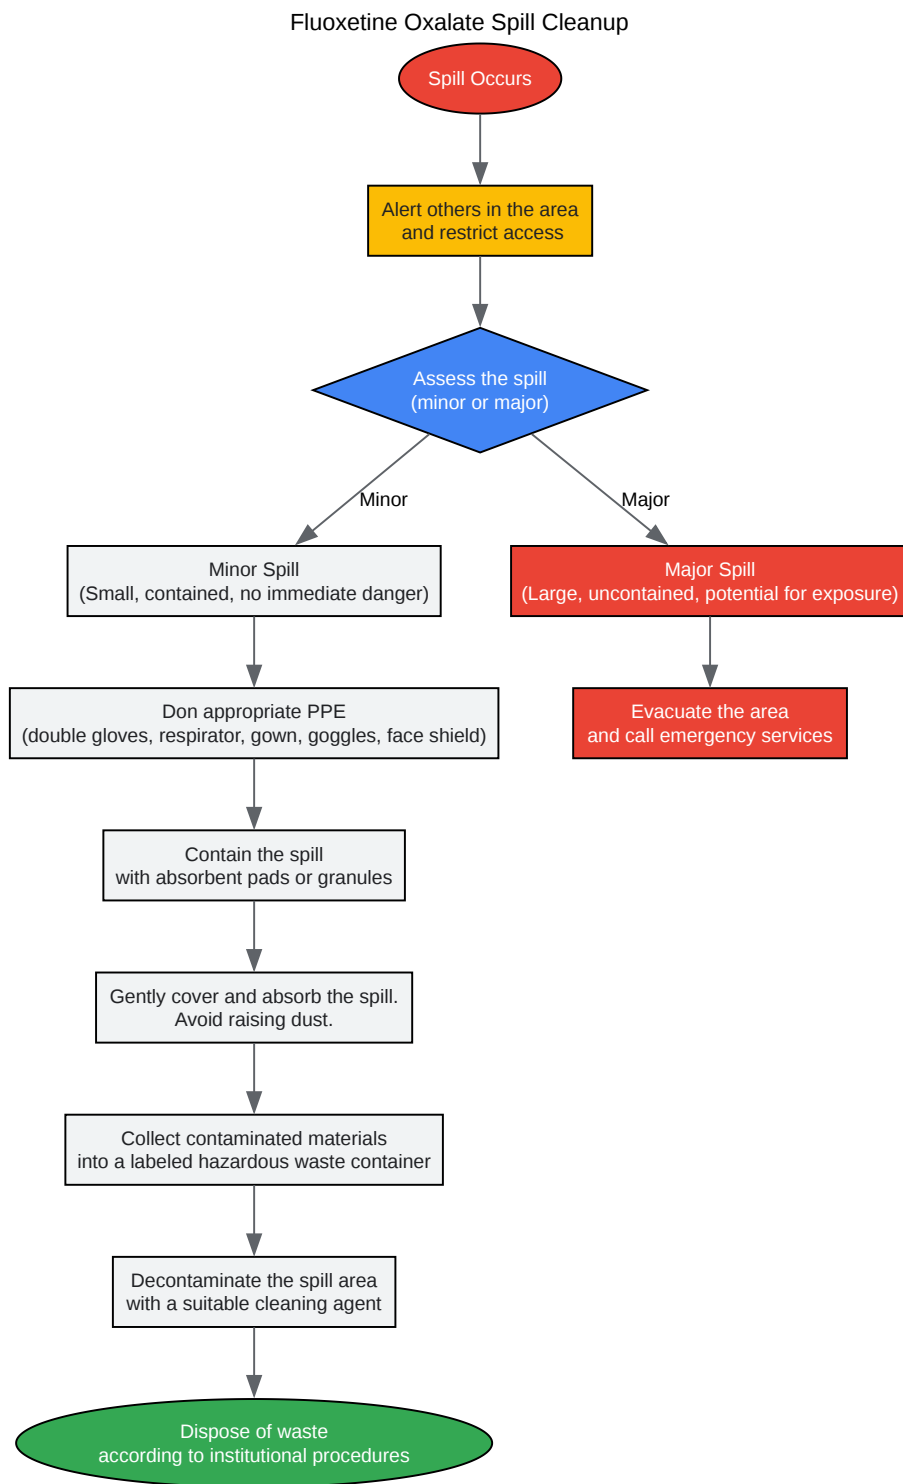 Fluoxetine Oxalate Spill Cleanup
Spill Occurs
Alert others in the area
and restrict access
Assess the spill
(minor or major)
Minor
Major
Minor Spill
(Small, contained, no immediate danger)
Major Spill
(Large, uncontained, potential for exposure)
Don appropriate PPE
(double gloves, respirator, gown, goggles, face shield)
Evacuate the area
and call emergency services
Contain the spill
with absorbent pads or granules
Gently cover and absorb the spill.
Avoid raising dust.
Collect contaminated materials
into a labeled hazardous waste container
Decontaminate the spill area
with a suitable cleaning agent
Dispose of waste
according to institutional procedures